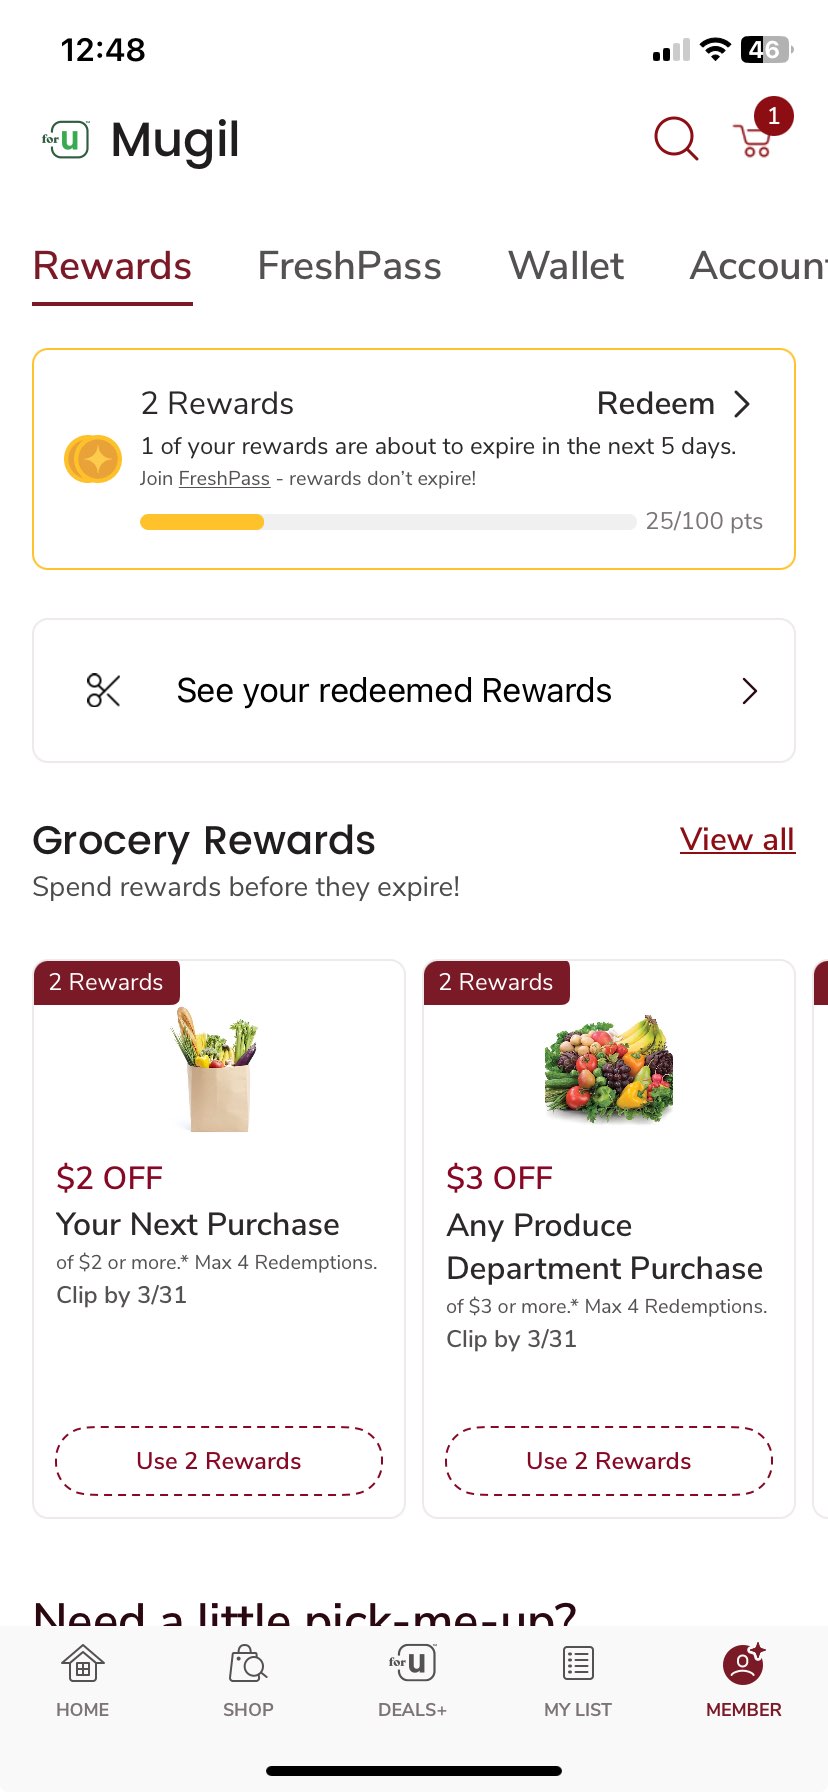 12:48
46
for U Mugil
1
Rewards FreshPass Wallet Accoun
2 Rewards Redeem
1 of your rewards are about to expire in the next 5 days.
Join FreshPass - rewards don’t expire!
25/100 pts
See your redeemed Rewards
Grocery Rewards View all
Spend rewards before they expire!
2 Rewards
$2 OFF
Your Next Purchase
of $2 or more.* Max 4 Redemptions.
Clip by 3/31
Use 2 Rewards
2 Rewards
$3 OFF
Any Produce
Department Purchase
of $3 or more.* Max 4 Redemptions.
Clip by 3/31
Use 2 Rewards
Need a little pick-me-up?
for U
HOME SHOP DEALS+ MY LIST MEMBER